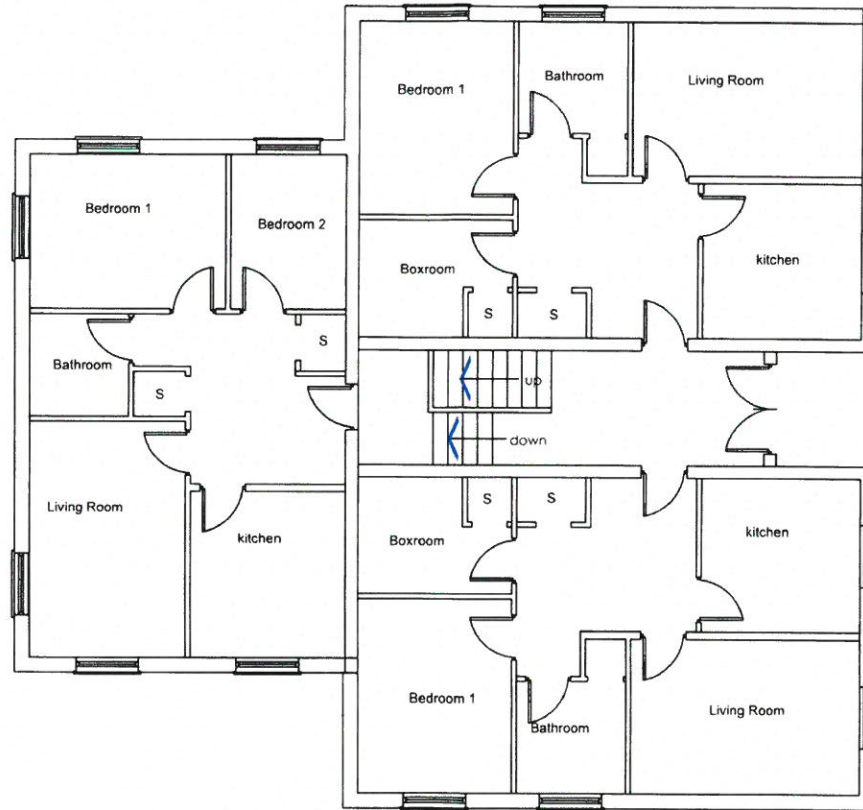 Bedroom 1
Bathroom
Living Room
Bedroom 1
Bedroom 2
Boxroom
kitchen
S
S
S
Bathroom
S
up
down
Living Room
kitchen
S
S
Boxroom
kitchen
Bedroom 1
Bathroom
Living Room